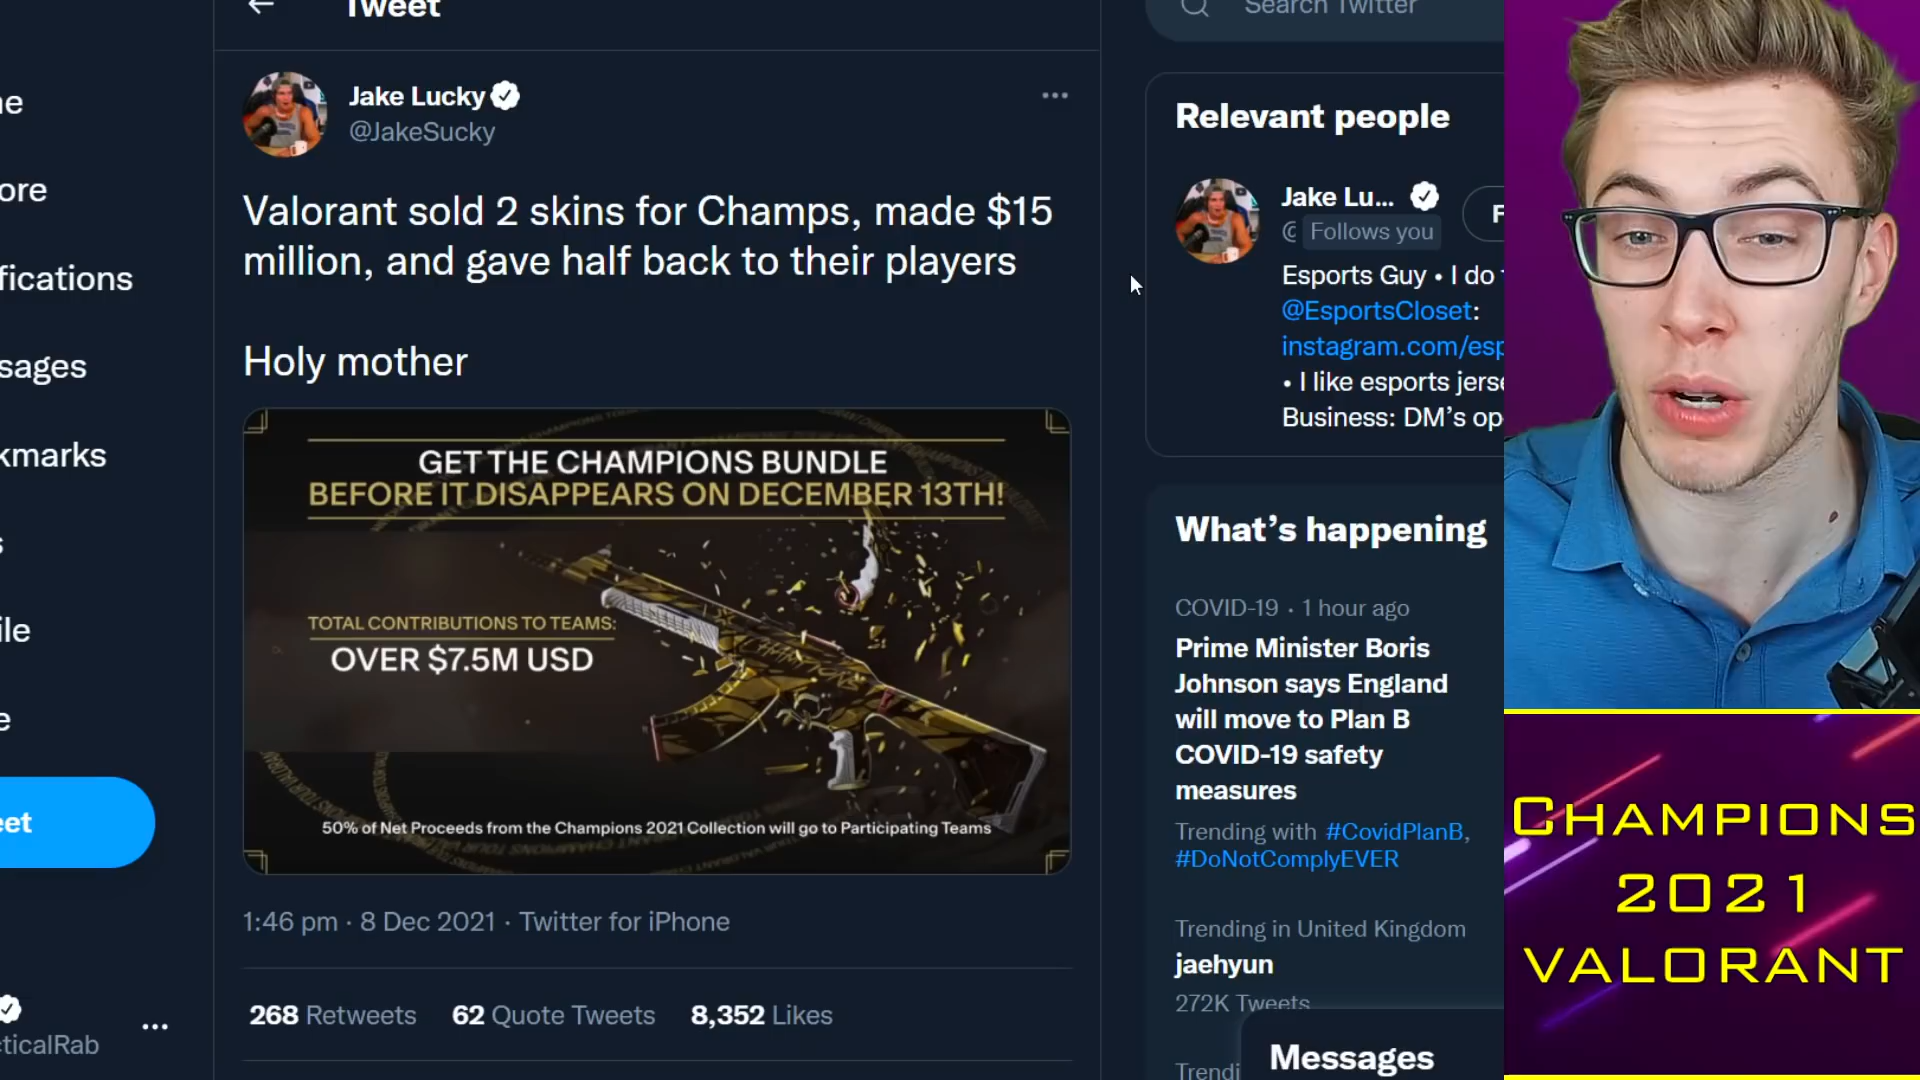 Tweet
Search Twitter
ne
ore
fications
sages
kmarks
s
ile
e
eet
cticalRab
Jake Lucky
@JakeSucky
Valorant sold 2 skins for Champs, made $15
million, and gave half back to their players
Holy mother
GET THE CHAMPIONS BUNDLE
BEFORE IT DISAPPEARS ON DECEMBER 13TH!
TOTAL CONTRIBUTIONS TO TEAMS:
OVER $7.5M USD
50% of Net Proceeds from the Champions 2021 Collection will go to Participating Teams
1:46 pm · 8 Dec 2021 · Twitter for iPhone
268 Retweets 62 Quote Tweets 8,352 Likes
Relevant people
Jake Lu...
@ Follows you
F
Esports Guy • I do
@EsportsCloset:
instagram.com/esp
• I like esports jerse
Business: DM's op
What's happening
COVID-19 · 1 hour ago
Prime Minister Boris
Johnson says England
will move to Plan B
COVID-19 safety
measures
Trending with #CovidPlanB,
#DoNotComplyEVER
Trending in United Kingdom
jaehyun
272K Tweets
Trendi
Messages
CHAMPIONS
2021
VALORANT